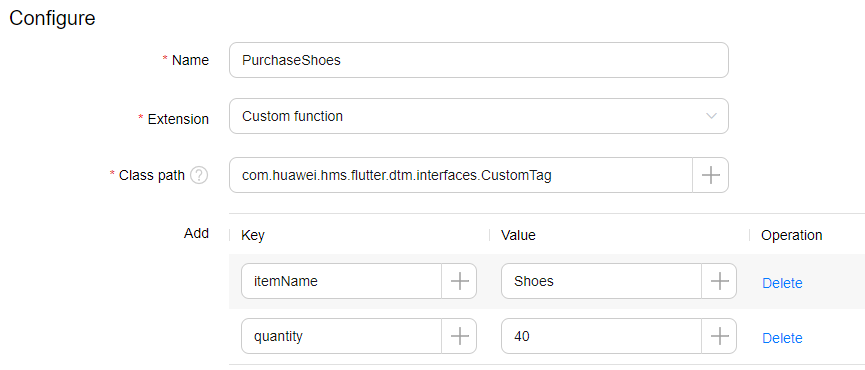 Configure
* Name PurchaseShoes
* Extension Custom function
* Class path ? com.huawei.hms.flutter.dtm.interfaces.CustomTag
Add Key Value Operation
itemName Shoes Delete
quantity 40 Delete